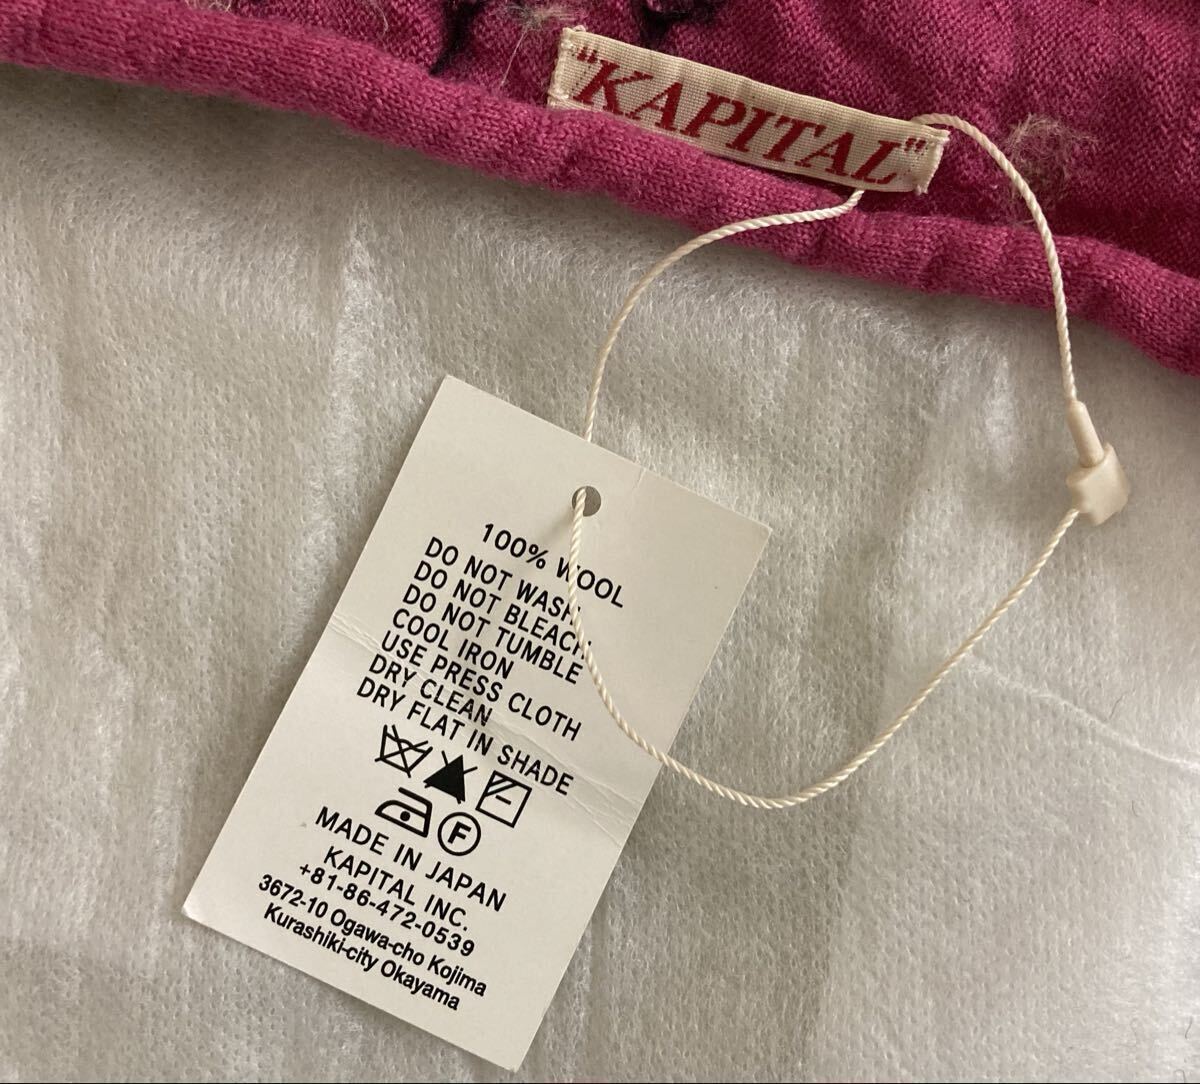 "KAPITAL"
100% WOOL
DO NOT WASH.
DO NOT BLEACH.
DO NOT TUMBLE
COOL IRON
USE PRESS CLOTH
DRY CLEAN
DRY FLAT IN SHADE
F
MADE IN JAPAN
KAPITAL INC.
+81-86-472-0539
3672-10 Ogawa-cho Kojima
Kurashiki-city Okayama